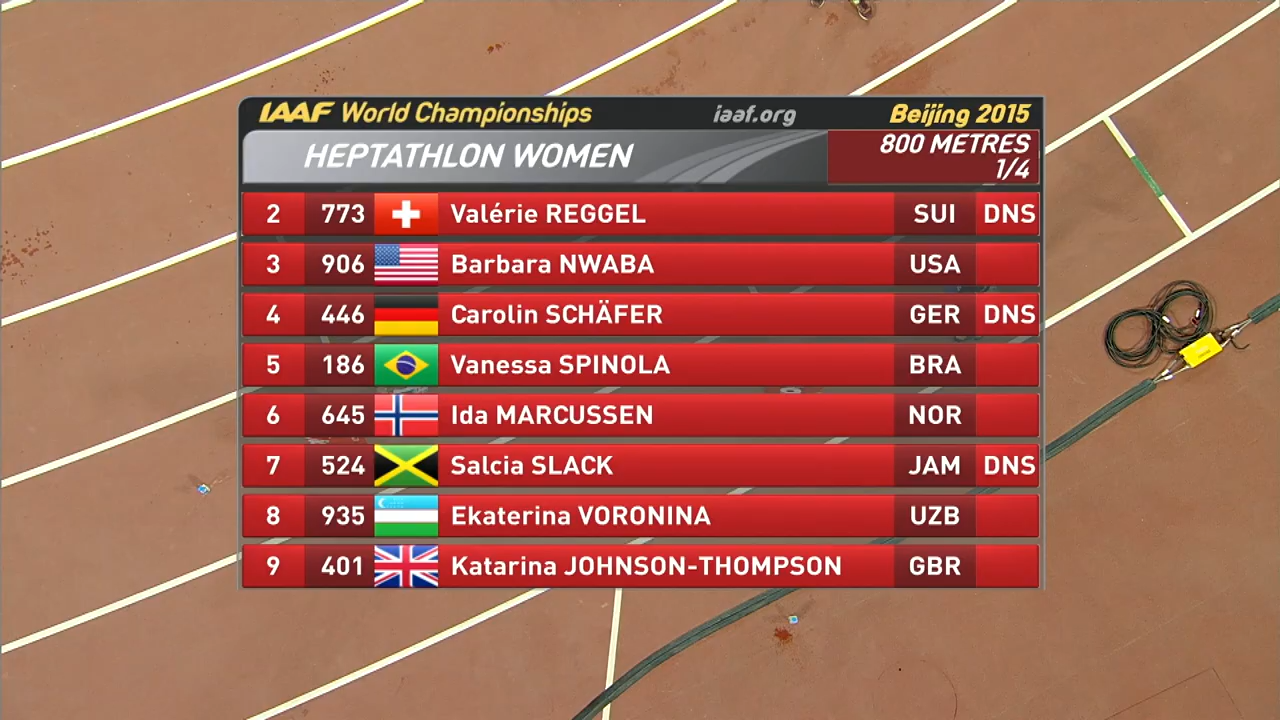 IAAF World Championships iaaf.org Beijing 2015
HEPTATHLON WOMEN 800 METRES
1/4
2 773 Valérie REGGEL SUI DNS
3 906 Barbara NWABA USA
4 446 Carolin SCHÄFER GER DNS
5 186 Vanessa SPINOLA BRA
6 645 Ida MARCUSSEN NOR
7 524 Salcia SLACK JAM DNS
8 935 Ekaterina VORONINA UZB
9 401 Katarina JOHNSON-THOMPSON GBR